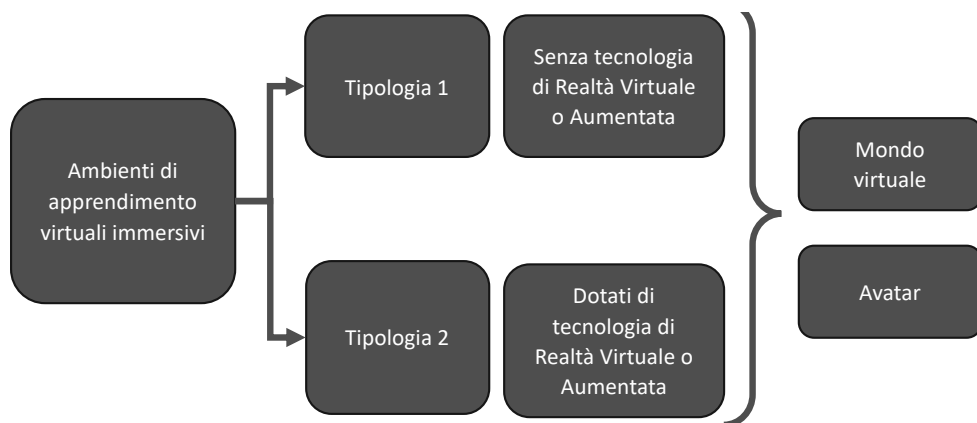 Ambienti di
apprendimento
virtuali immersivi
Tipologia 1
Senza tecnologia
di Realtà Virtuale
o Aumentata
Tipologia 2
Dotati di
tecnologia di
Realtà Virtuale o
Aumentata
Mondo
virtuale
Avatar